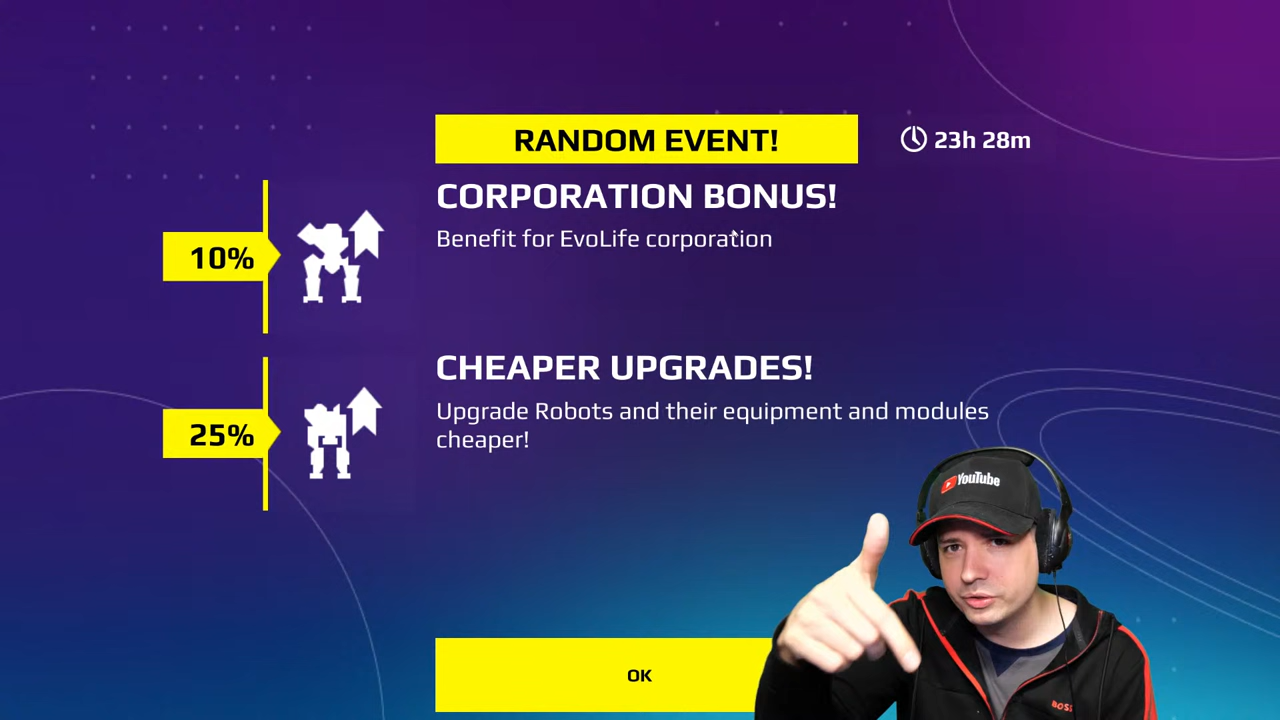 RANDOM EVENT!
23h 28m
CORPORATION BONUS!
Benefit for EvoLife corporation
10%
CHEAPER UPGRADES!
Upgrade Robots and their equipment and modules
cheaper!
25%
YouTube
BOSS
OK